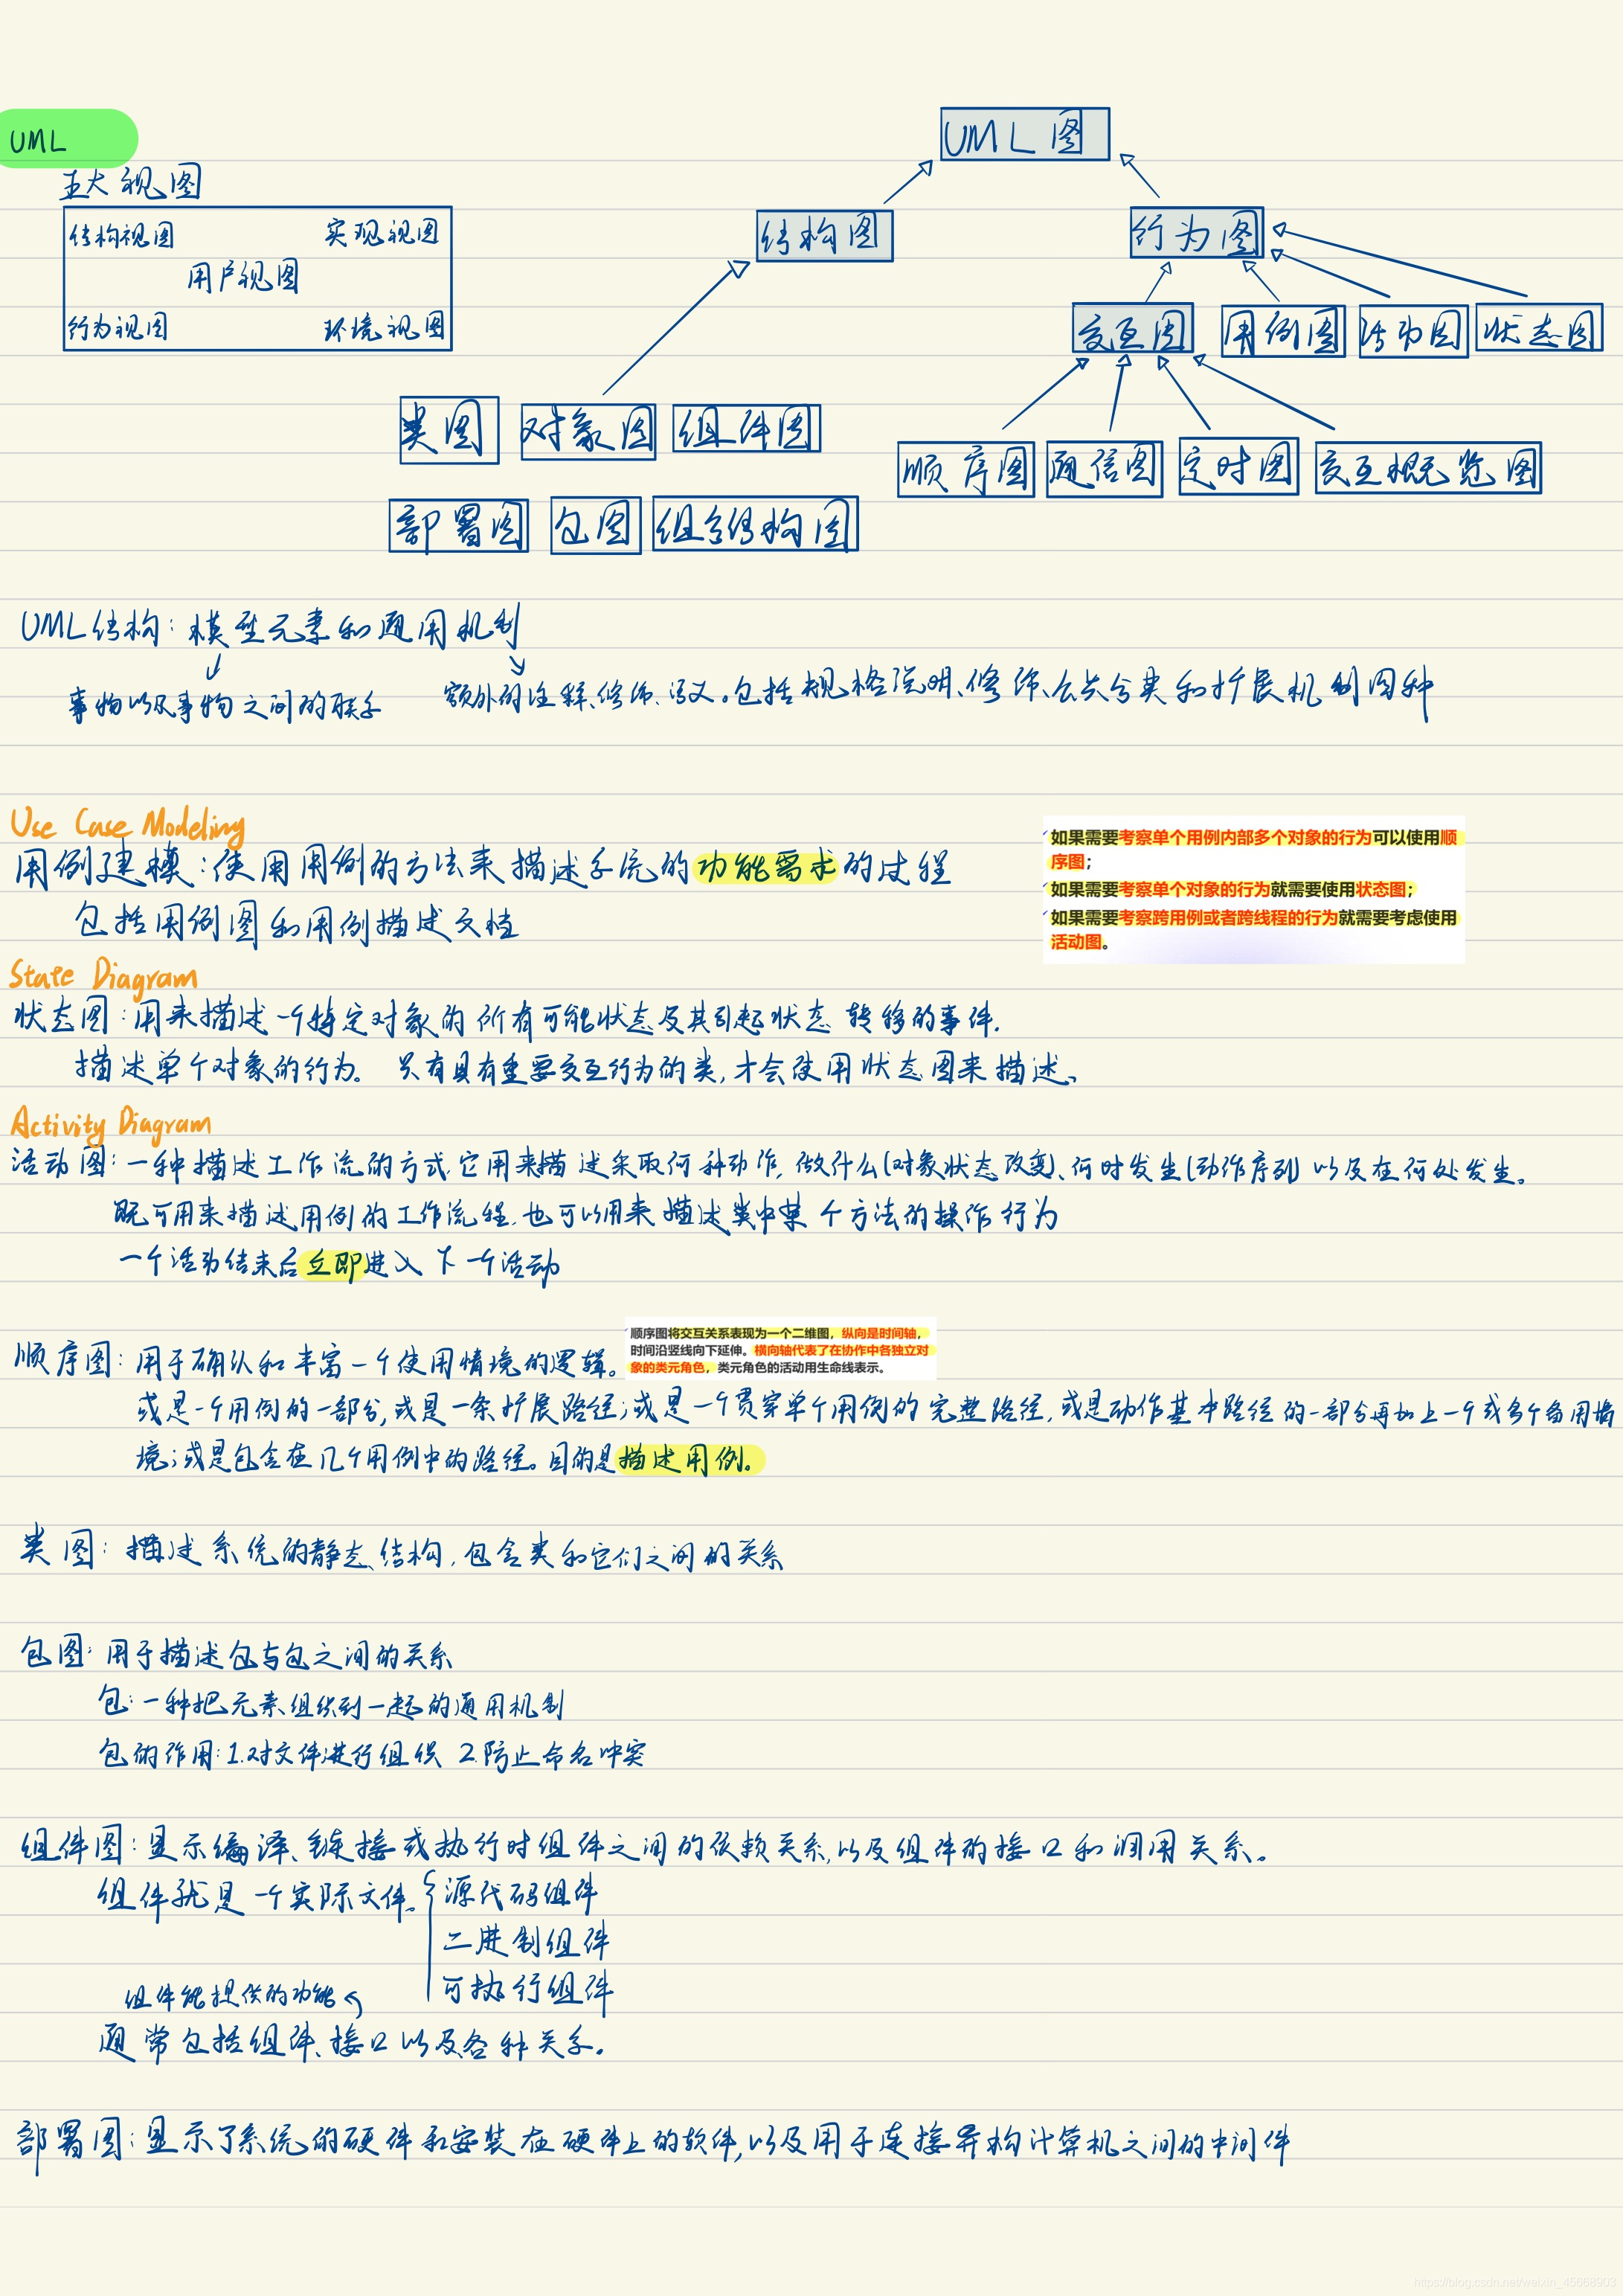 UML
五大视图
结构视图 实现视图
用户视图
行为视图 环境视图
UML图
结构图 行为图
交互图 用例图 活动图 状态图
类图 对象图 组件图
顺序图 通信图 定时图 交互概览图
部署图 包图 组合结构图
UML结构：模型元素和通用机制
事物以及事物之间的联系 额外的注释、修饰、语义。包括规格说明、修饰、公共分类和扩展机制四种
Use Case Modeling
用例建模：使用用例的方法来描述系统的功能需求的过程
包括用例图和用例描述文档
如果需要考察单个用例内部多个对象的行为可以使用顺
序图；
如果需要考察单个对象的行为就需要使用状态图；
如果需要考察跨用例或者跨线程的行为就需要考虑使用
活动图。
State Diagram
状态图：用来描述一个特定对象的所有可能状态及其引起状态转移的事件.
描述单个对象的行为。只有具有重要交互行为的类,才会使用状态图来描述。
Activity Diagram
活动图：一种描述工作流的方式,它用来描述采取何种动作,做什么(对象状态改变)、何时发生(动作序列)以及在何处发生。
既可用来描述用例的工作流程,也可以用来描述类中某个方法的操作行为
一个活动结束后立即进入下一个活动
顺序图：用于确认和丰富一个使用情境的逻辑。
顺序图将交互关系表现为一个二维图，纵向是时间轴，
时间沿竖线向下延伸。横向轴代表了在协作中各独立对
象的类元角色，类元角色的活动用生命线表示。
或是一个用例的一部分,或是一条扩展路径;或是一个贯穿单个用例的完整路径,或是动作基本路径的一部分再加上一个或多个备用情
境;或是包含在几个用例中的路径。目的是描述用例。
类图：描述系统的静态结构,包含类和它们之间的关系
包图：用于描述包与包之间的关系
包：一种把元素组织到一起的通用机制
包的作用：1.对文件进行组织 2.防止命名冲突
组件图：显示编译、链接或执行时组件之间的依赖关系,以及组件的接口和调用关系。
组件就是一个实际文件。 源代码组件
二进制组件
可执行组件
组件能提供的功能
通常包括组件、接口以及各种关系.
部署图：显示了系统的硬件和安装在硬件上的软件,以及用于连接异构计算机之间的中间件
https://blog.csdn.net/weixin_45668903